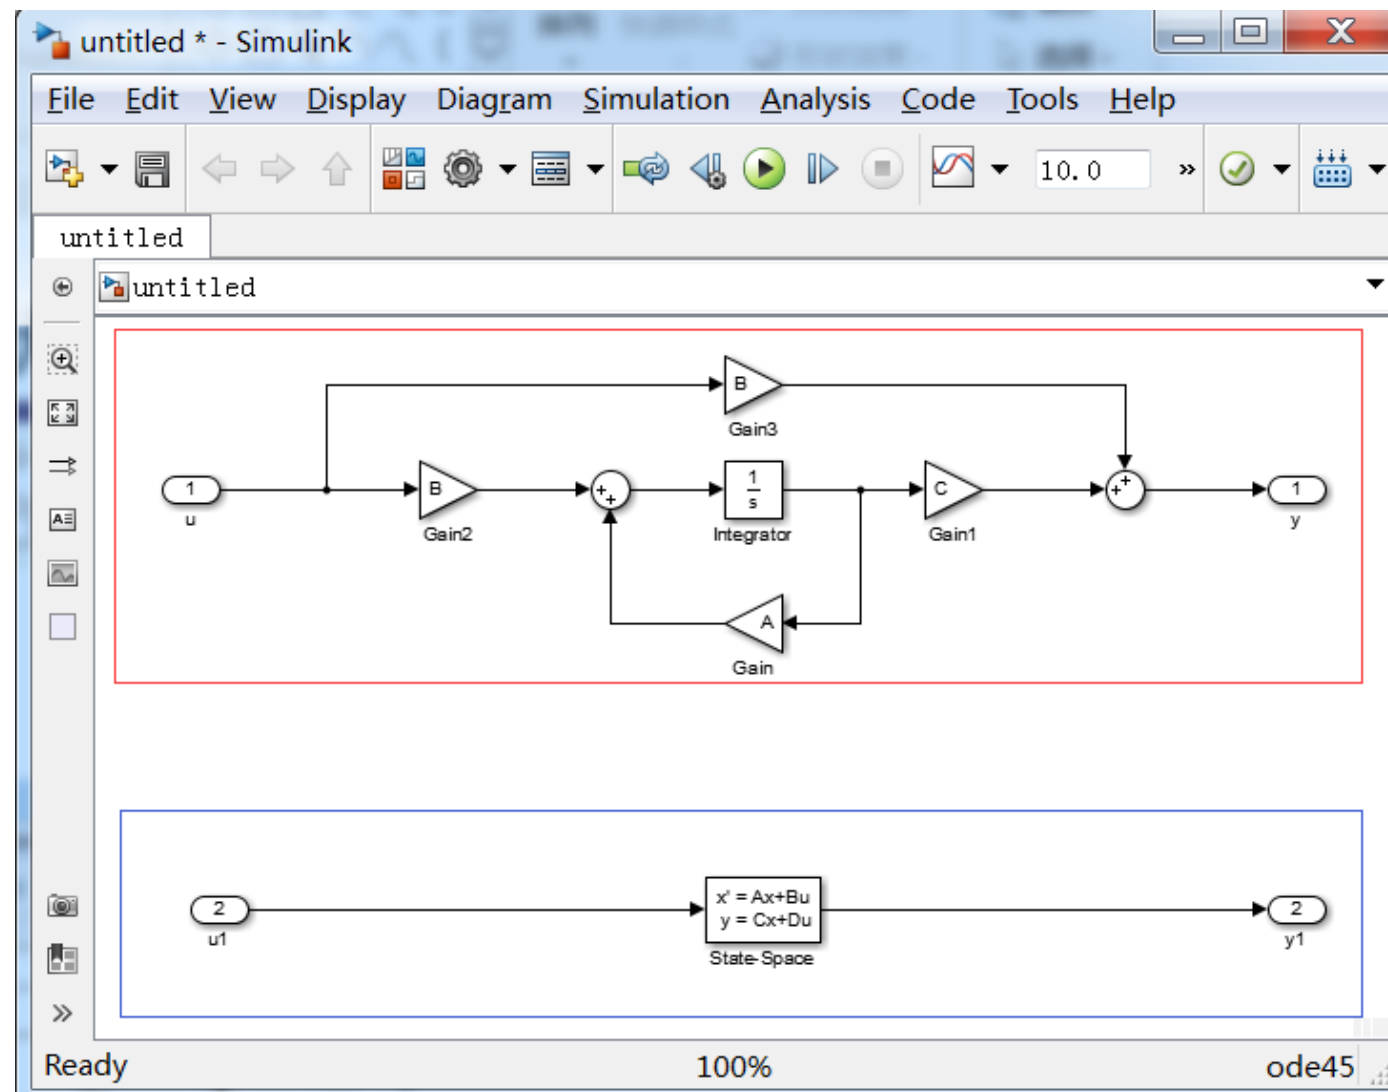 untitled * - Simulink
File Edit View Display Diagram Simulation Analysis Code Tools Help
10.0 »
untitled
untitled
B
Gain3
1
u
B
Gain2
+
+
1
s
Integrator
C
Gain1
+
+
1
y
A
Gain
2
u1
x' = Ax+Bu
y = Cx+Du
State-Space
2
y1
Ready 100% ode45